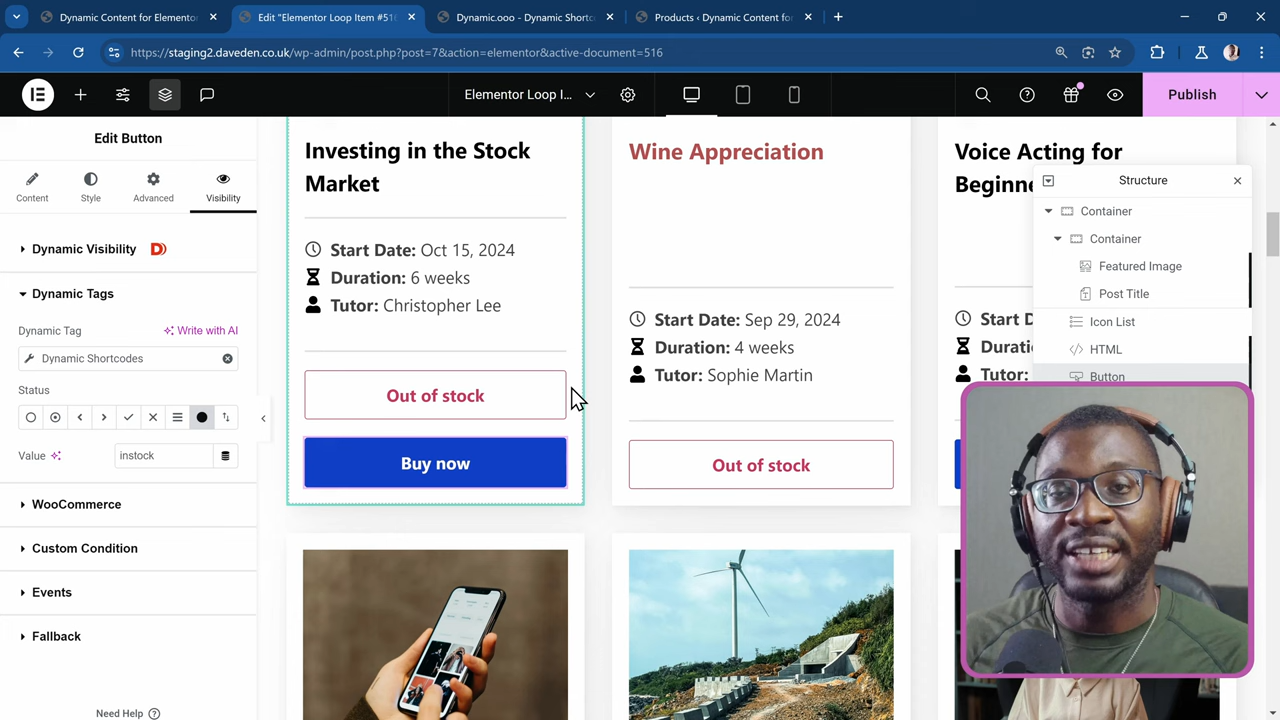 Dynamic Content for Elementor
Edit "Elementor Loop Item #516
Dynamic.ooo - Dynamic Shortc
Products ‹ Dynamic Content for
https://staging2.daveden.co.uk/wp-admin/post.php?post=7&action=elementor&active-document=516
Elementor Loop I...
Publish
Edit Button
Content
Style
Advanced
Visibility
Dynamic Visibility
Dynamic Tags
Dynamic Tag
Write with AI
Dynamic Shortcodes
Status
Value
instock
WooCommerce
Custom Condition
Events
Fallback
Need Help
Investing in the Stock
Market
Start Date: Oct 15, 2024
Duration: 6 weeks
Tutor: Christopher Lee
Out of stock
Buy now
Wine Appreciation
Start Date: Sep 29, 2024
Duration: 4 weeks
Tutor: Sophie Martin
Out of stock
Voice Acting for
Beginne
Start D
Duratio
Tutor:
Structure
Container
Container
Featured Image
Post Title
Icon List
HTML
Button